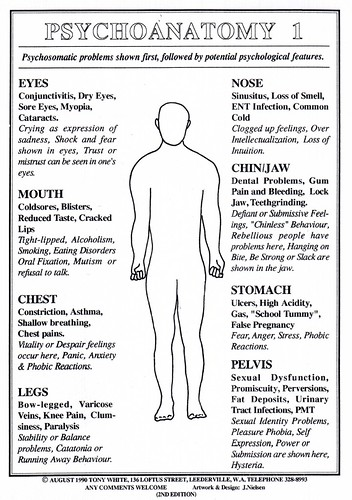 PSYCHOANATOMY 1
Psychosomatic problems shown first, followed by potential psychological features.
EYES
Conjunctivitis, Dry Eyes,
Sore Eyes, Myopia,
Cataracts.
Crying as expression of
sadness, Shock and fear
shown in eyes, Trust or
mistrust can be seen in one's
eyes.
MOUTH
Coldsores, Blisters,
Reduced Taste, Cracked
Lips
Tight-lipped, Alcoholism,
Smoking, Eating Disorders
Oral Fixation, Mutism or
refusal to talk.
CHEST
Constriction, Asthma,
Shallow breathing,
Chest pains.
Vitality or Despair feelings
occur here, Panic, Anxiety
& Phobic Reactions.
LEGS
Bow-legged, Varicose
Veins, Knee Pain, Clum-
siness, Paralysis
Stability or Balance
problems, Catatonia or
Running Away Behaviour.
NOSE
Sinusitus, Loss of Smell,
ENT Infection, Common
Cold
Clogged up feelings, Over
Intellectualization, Loss of
Intuition.
CHIN/JAW
Dental Problems, Gum
Pain and Bleeding, Lock
Jaw, Teethgrinding.
Defiant or Submissive Feel-
ings, "Chinless" Behaviour,
Rebellious people have
problems here, Hanging on
Bite, Be Strong or Slack are
shown in the jaw.
STOMACH
Ulcers, High Acidity,
Gas, "School Tummy",
False Pregnancy
Fear, Anger, Stress, Phobic
Reactions.
PELVIS
Sexual Dysfunction,
Promiscuity, Perversions,
Fat Deposits, Urinary
Tract Infections, PMT
Sexual Identity Problems,
Pleasure Phobia, Self
Expression, Power or
Submission are shown here,
Hysteria.
© AUGUST 1990 TONY WHITE, 136 LOFTUS STREET, LEEDERVILLE, W.A. TELEPHONE 328-8993
ANY COMMENTS WELCOME Artwork & Design J.Nielsen
(2ND EDITION)